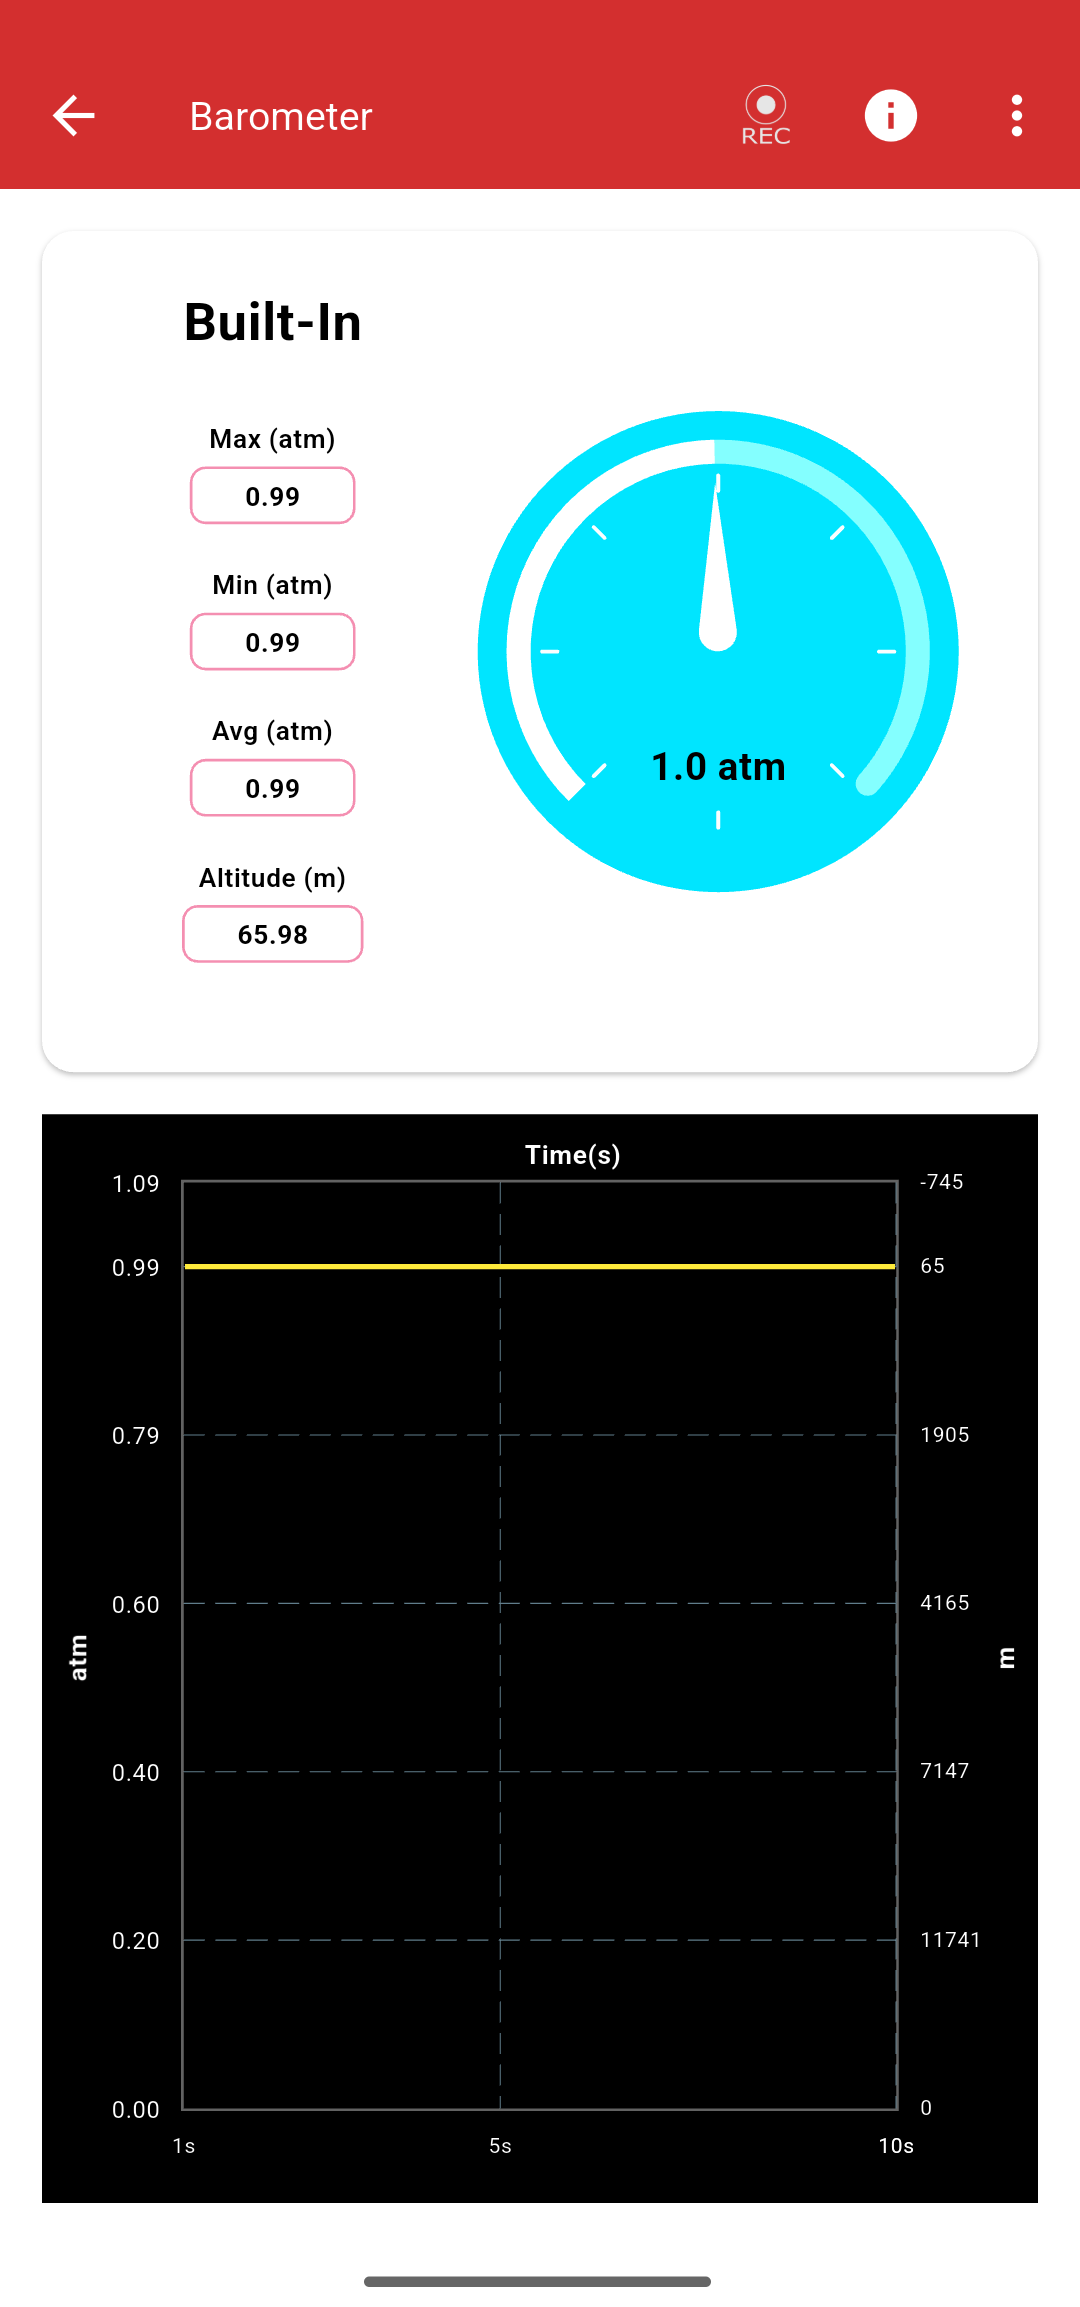 Barometer
REC
Built-In
Max (atm)
0.99
Min (atm)
0.99
Avg (atm)
0.99
Altitude (m)
65.98
1.0 atm
Time(s)
1.09
-745
0.99
65
0.79
1905
0.60
4165
atm
m
0.40
7147
0.20
11741
0.00
0
1s
5s
10s